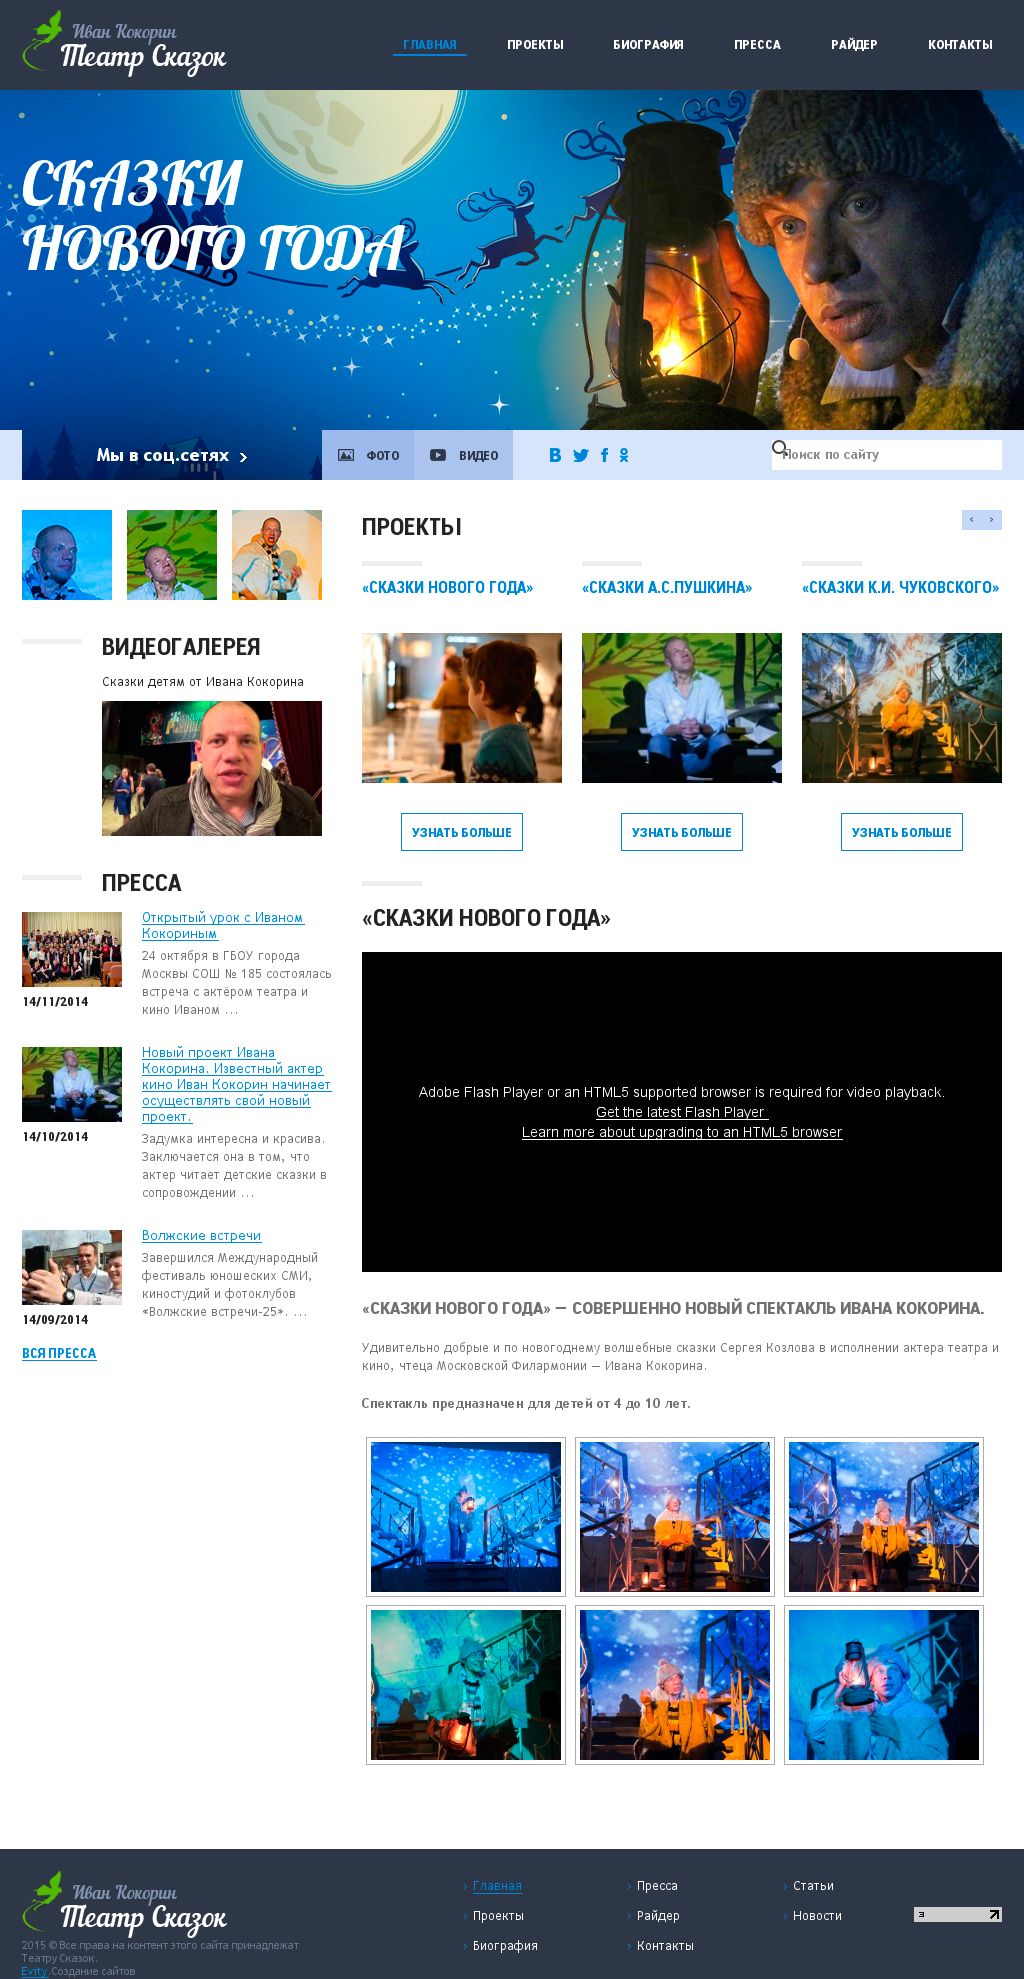 Иван Кокорин
Театр Сказок
ГЛАВНАЯ ПРОЕКТЫ БИОГРАФИЯ ПРЕССА РАЙДЕР КОНТАКТЫ
СКАЗКИ
НОВОГО ГОДА
Мы в соц.сетях
ФОТО ВИДЕО
Поиск по сайту
ВИДЕОГАЛЕРЕЯ
Сказки детям от Ивана Кокорина
ПРЕССА
Открытый урок с Иваном
Кокориным
24 октября в ГБОУ города
Москвы СОШ № 185 состоялась
встреча с актёром театра и
кино Иваном ...
14/11/2014
Новый проект Ивана
Кокорина. Известный актер
кино Иван Кокорин начинает
осуществлять свой новый
проект.
Задумка интересна и красива.
Заключается она в том, что
актер читает детские сказки в
сопровождении ...
14/10/2014
Волжские встречи
Завершился Международный
фестиваль юношеских СМИ,
киностудий и фотоклубов
«Волжские встречи-25». ...
14/09/2014
ВСЯ ПРЕССА
ПРОЕКТЫ
«СКАЗКИ НОВОГО ГОДА» «СКАЗКИ А.С.ПУШКИНА» «СКАЗКИ К.И. ЧУКОВСКОГО»
УЗНАТЬ БОЛЬШЕ УЗНАТЬ БОЛЬШЕ УЗНАТЬ БОЛЬШЕ
«СКАЗКИ НОВОГО ГОДА»
Adobe Flash Player or an HTML5 supported browser is required for video playback.
Get the latest Flash Player
Learn more about upgrading to an HTML5 browser
«СКАЗКИ НОВОГО ГОДА» — СОВЕРШЕННО НОВЫЙ СПЕКТАКЛЬ ИВАНА КОКОРИНА.
Удивительно добрые и по новогоднему волшебные сказки Сергея Козлова в исполнении актера театра и
кино, чтеца Московской Филармонии — Ивана Кокорина.
Спектакль предназначен для детей от 4 до 10 лет.
Иван Кокорин
Театр Сказок
2015 © Все права на контент этого сайта принадлежат
Театру Сказок.
Evity.Создание сайтов
Главная
Проекты
Биография
Пресса
Райдер
Контакты
Статьи
Новости